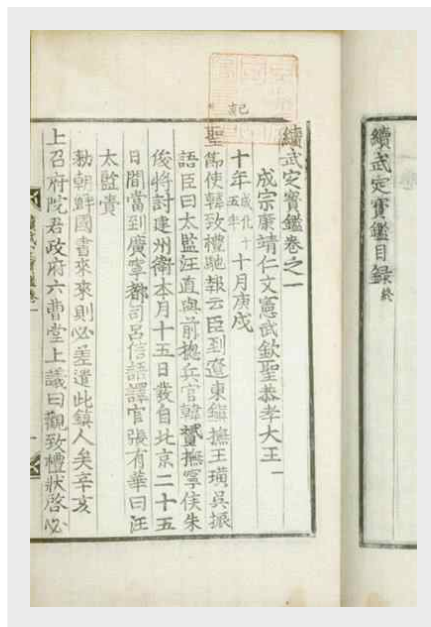 續武定寶鑑目錄 終
己亥
續武定寶鑑卷之一
成宗康靖仁文憲武欽聖恭孝大王一
十年成化十五年十月庚戌
聖節使韓致禮馳報云臣到遼東鎭撫王璜吳振
語臣曰太監汪直與前摠兵官韓贇撫寧侯朱
俊將討建州衛本月十五日發自北京二十五
日間當到廣寧都司呂信語譯官張有華曰汪
太監賫
勑朝鮮國書來來則必差遣此鎭人矣辛亥
上召府院君政府六曹堂上議曰觀致禮狀啓必